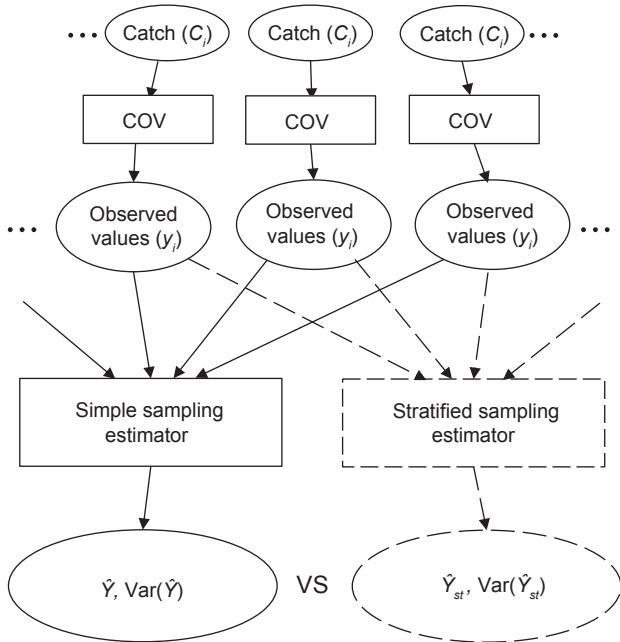 ••• Catch (Cᵢ) Catch (Cᵢ) Catch (Cᵢ) •••
COV COV COV
••• Observed values (yᵢ) Observed values (yᵢ) Observed values (yᵢ) •••
Simple sampling
estimator
Stratified sampling
estimator
Ŷ, Var(Ŷ) VS Ŷₛₜ, Var(Ŷₛₜ)